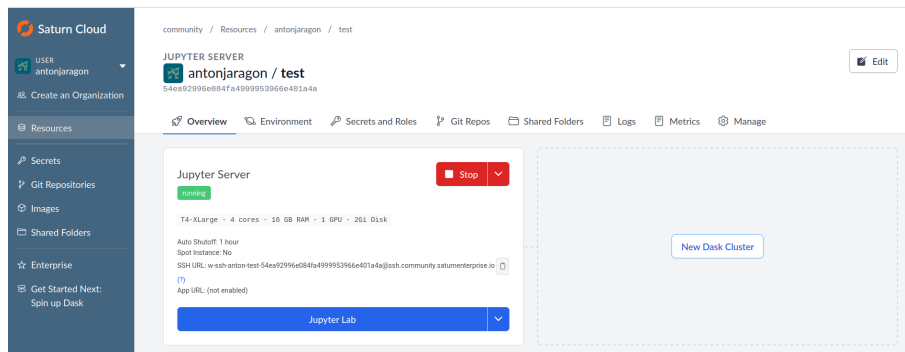 Saturn Cloud
USER
antonjaragon
Create an Organization
Resources
Secrets
Git Repositories
Images
Shared Folders
Enterprise
Get Started Next:
Spin up Dask
community / Resources / antonjaragon / test
JUPYTER SERVER
antonjaragon / test
54ea92996e084fa4999953966e401a4a
Edit
Overview Environment Secrets and Roles Git Repos Shared Folders Logs Metrics Manage
Jupyter Server
Stop
running
T4-XLarge - 4 cores - 16 GB RAM - 1 GPU - 2Gi Disk
Auto Shutoff: 1 hour
Spot Instance: No
SSH URL: w-ssh-anton-test-54ea92996e084fa4999953966e401a4a@ssh.community.saturnenterprise.io
(?)
App URL: (not enabled)
Jupyter Lab
New Dask Cluster